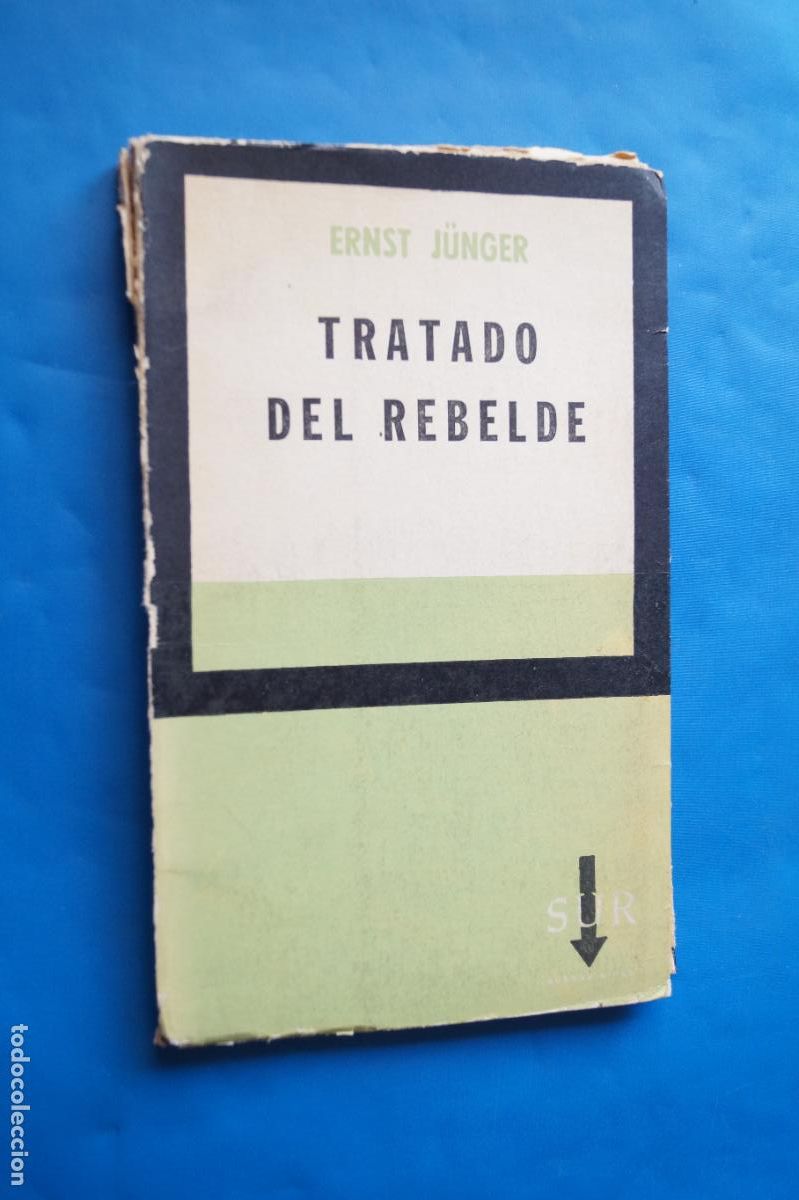 ERNST JÜNGER
TRATADO
DEL REBELDE
SUR
todocoleccion